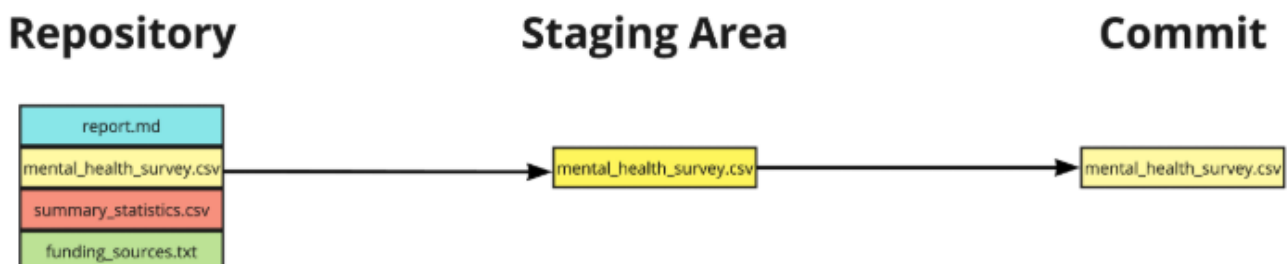 Repository
Staging Area
Commit
report.md
mental_health_survey.csv
mental_health_survey.csv
mental_health_survey.csv
summary_statistics.csv
funding_sources.txt